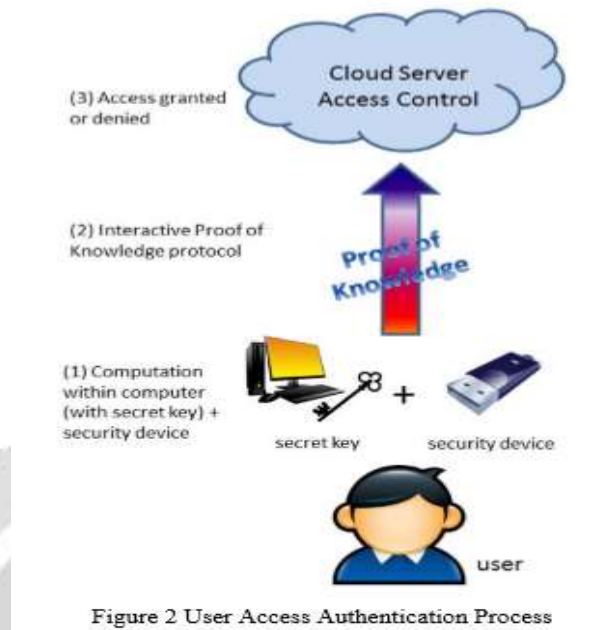 Cloud Server
Access Control
(3) Access granted
or denied
(2) Interactive Proof of
Knowledge protocol
Proof of
Knowledge
(1) Computation
within computer
(with secret key) +
security device
+
secret key
security device
user
Figure 2 User Access Authentication Process